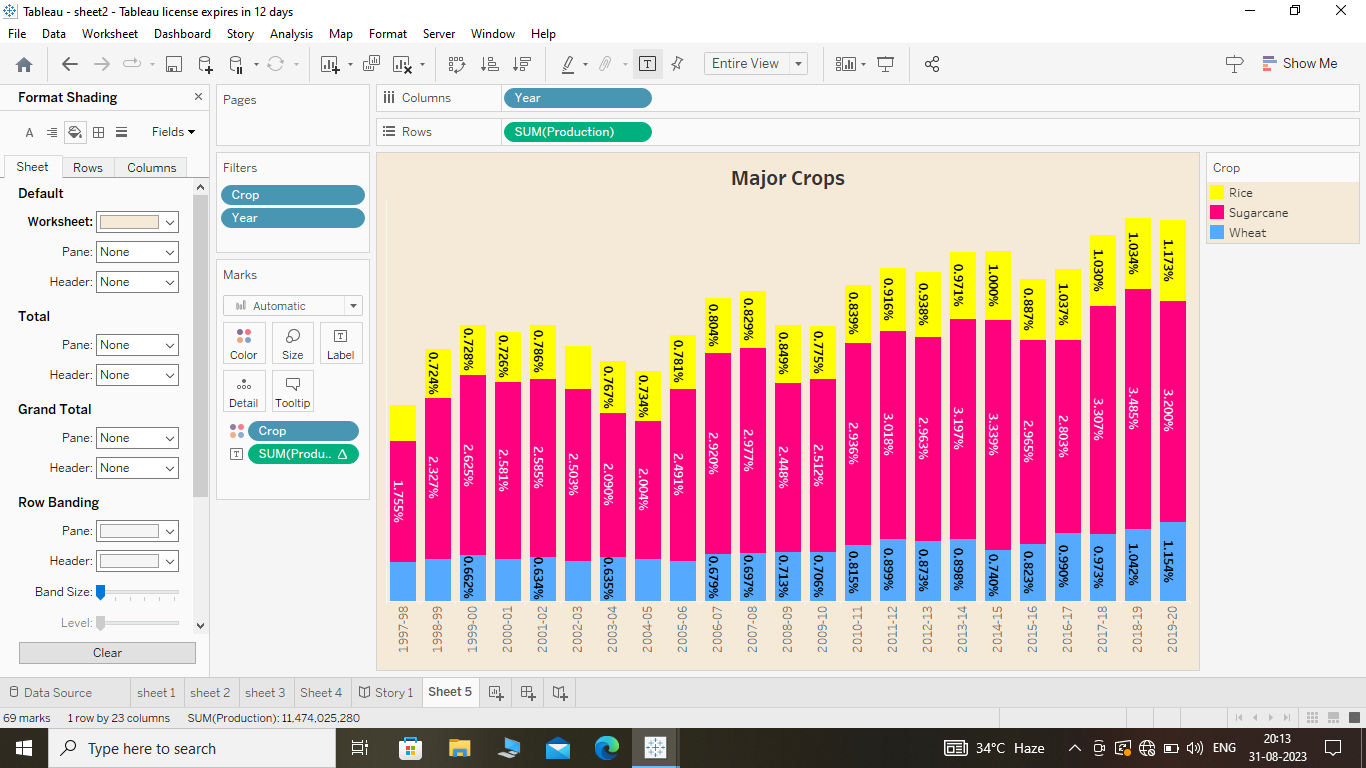 Tableau - sheet2 - Tableau license expires in 12 days
File Data Worksheet Dashboard Story Analysis Map Format Server Window Help
Entire View
Show Me
Format Shading
Fields
Sheet Rows Columns
Default
Worksheet:
Pane: None
Header: None
Total
Pane: None
Header: None
Grand Total
Pane: None
Header: None
Row Banding
Pane:
Header:
Band Size:
Level:
Clear
Pages
Filters
Crop
Year
Marks
Automatic
Color Size Label
Detail Tooltip
Crop
SUM(Produ.. Δ
Columns Year
Rows SUM(Production)
Major Crops
0.724% 0.728% 0.726% 0.786% 0.767% 0.734% 0.781% 0.804% 0.829% 0.849% 0.775% 0.839% 0.916% 0.938% 0.971% 1.000% 0.887% 1.037% 1.030% 1.034% 1.173%
1.755% 2.327% 2.625% 2.581% 2.585% 2.503% 2.090% 2.004% 2.491% 2.920% 2.977% 2.448% 2.512% 2.936% 3.018% 2.963% 3.197% 3.339% 2.965% 2.803% 3.307% 3.485% 3.200%
0.662% 0.634% 0.635% 0.679% 0.697% 0.713% 0.706% 0.815% 0.899% 0.873% 0.898% 0.740% 0.823% 0.990% 0.973% 1.042% 1.154%
1997-98 1998-99 1999-00 2000-01 2001-02 2002-03 2003-04 2004-05 2005-06 2006-07 2007-08 2008-09 2009-10 2010-11 2011-12 2012-13 2013-14 2014-15 2015-16 2016-17 2017-18 2018-19 2019-20
Crop
Rice
Sugarcane
Wheat
Data Source sheet 1 sheet 2 sheet 3 Sheet 4 Story 1 Sheet 5
69 marks 1 row by 23 columns SUM(Production): 11,474,025,280
Type here to search
34°C Haze
ENG
20:13
31-08-2023